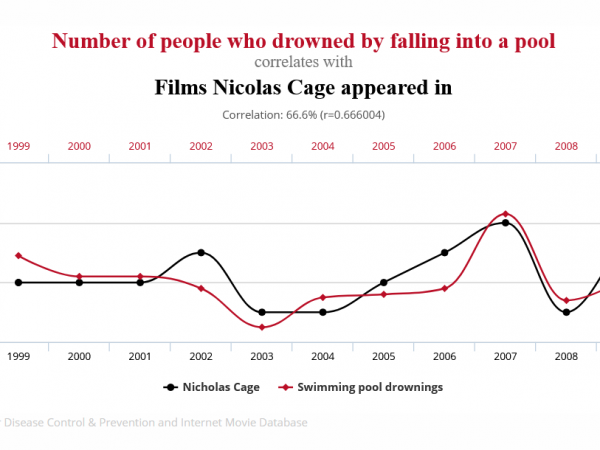 Number of people who drowned by falling into a pool
correlates with
Films Nicolas Cage appeared in
Correlation: 66.6% (r=0.666004)
1999 2000 2001 2002 2003 2004 2005 2006 2007 2008
1999 2000 2001 2002 2003 2004 2005 2006 2007 2008
Nicholas Cage Swimming pool drownings
Disease Control & Prevention and Internet Movie Database